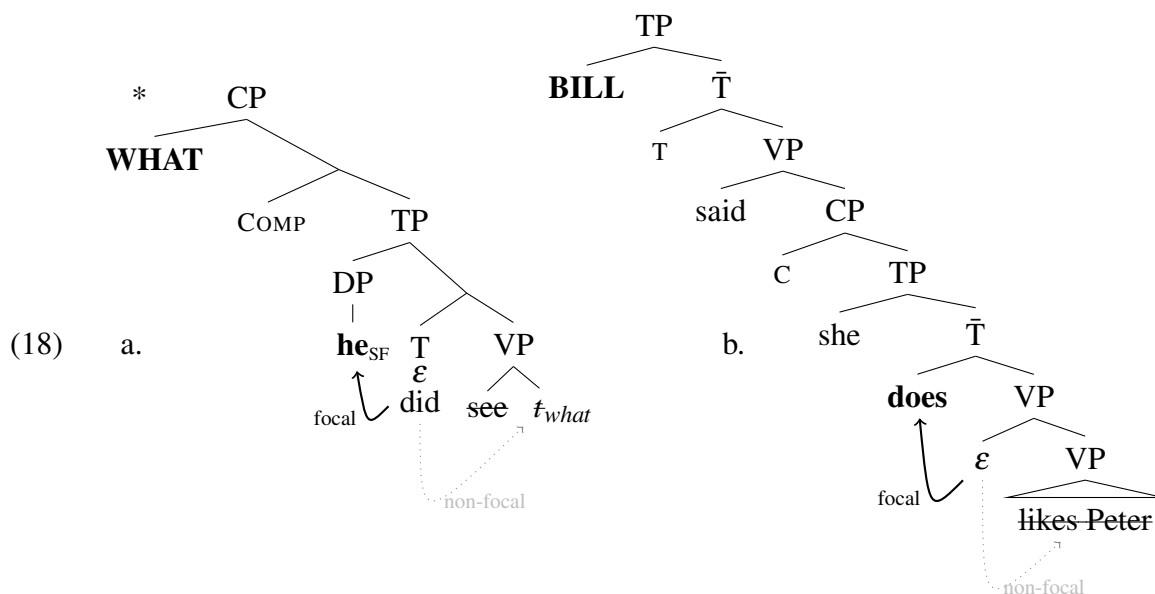 (18) a.
* CP
WHAT
COMP TP
DP
he_SF T VP
ε
did see t_what
focal
non-focal
b.
TP
BILL T̄
T VP
said CP
C TP
she T̄
does VP
ε VP
focal
likes Peter
non-focal